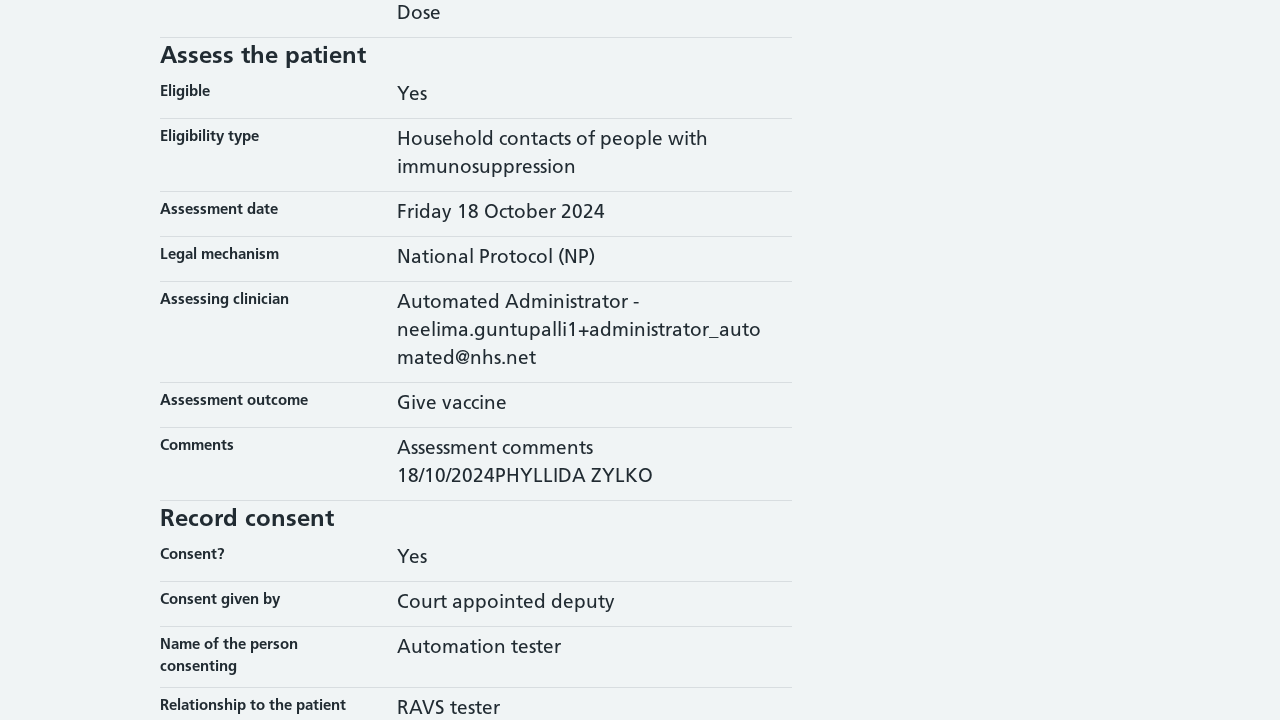 Dose
Assess the patient
Eligible
Yes
Eligibility type
Household contacts of people with
immunosuppression
Assessment date
Friday 18 October 2024
Legal mechanism
National Protocol (NP)
Assessing clinician
Automated Administrator -
neelima.guntupalli1+administrator_auto
mated@nhs.net
Assessment outcome
Give vaccine
Comments
Assessment comments
18/10/2024PHYLLIDA ZYLKO
Record consent
Consent?
Yes
Consent given by
Court appointed deputy
Name of the person
consenting
Automation tester
Relationship to the patient
RAVS tester